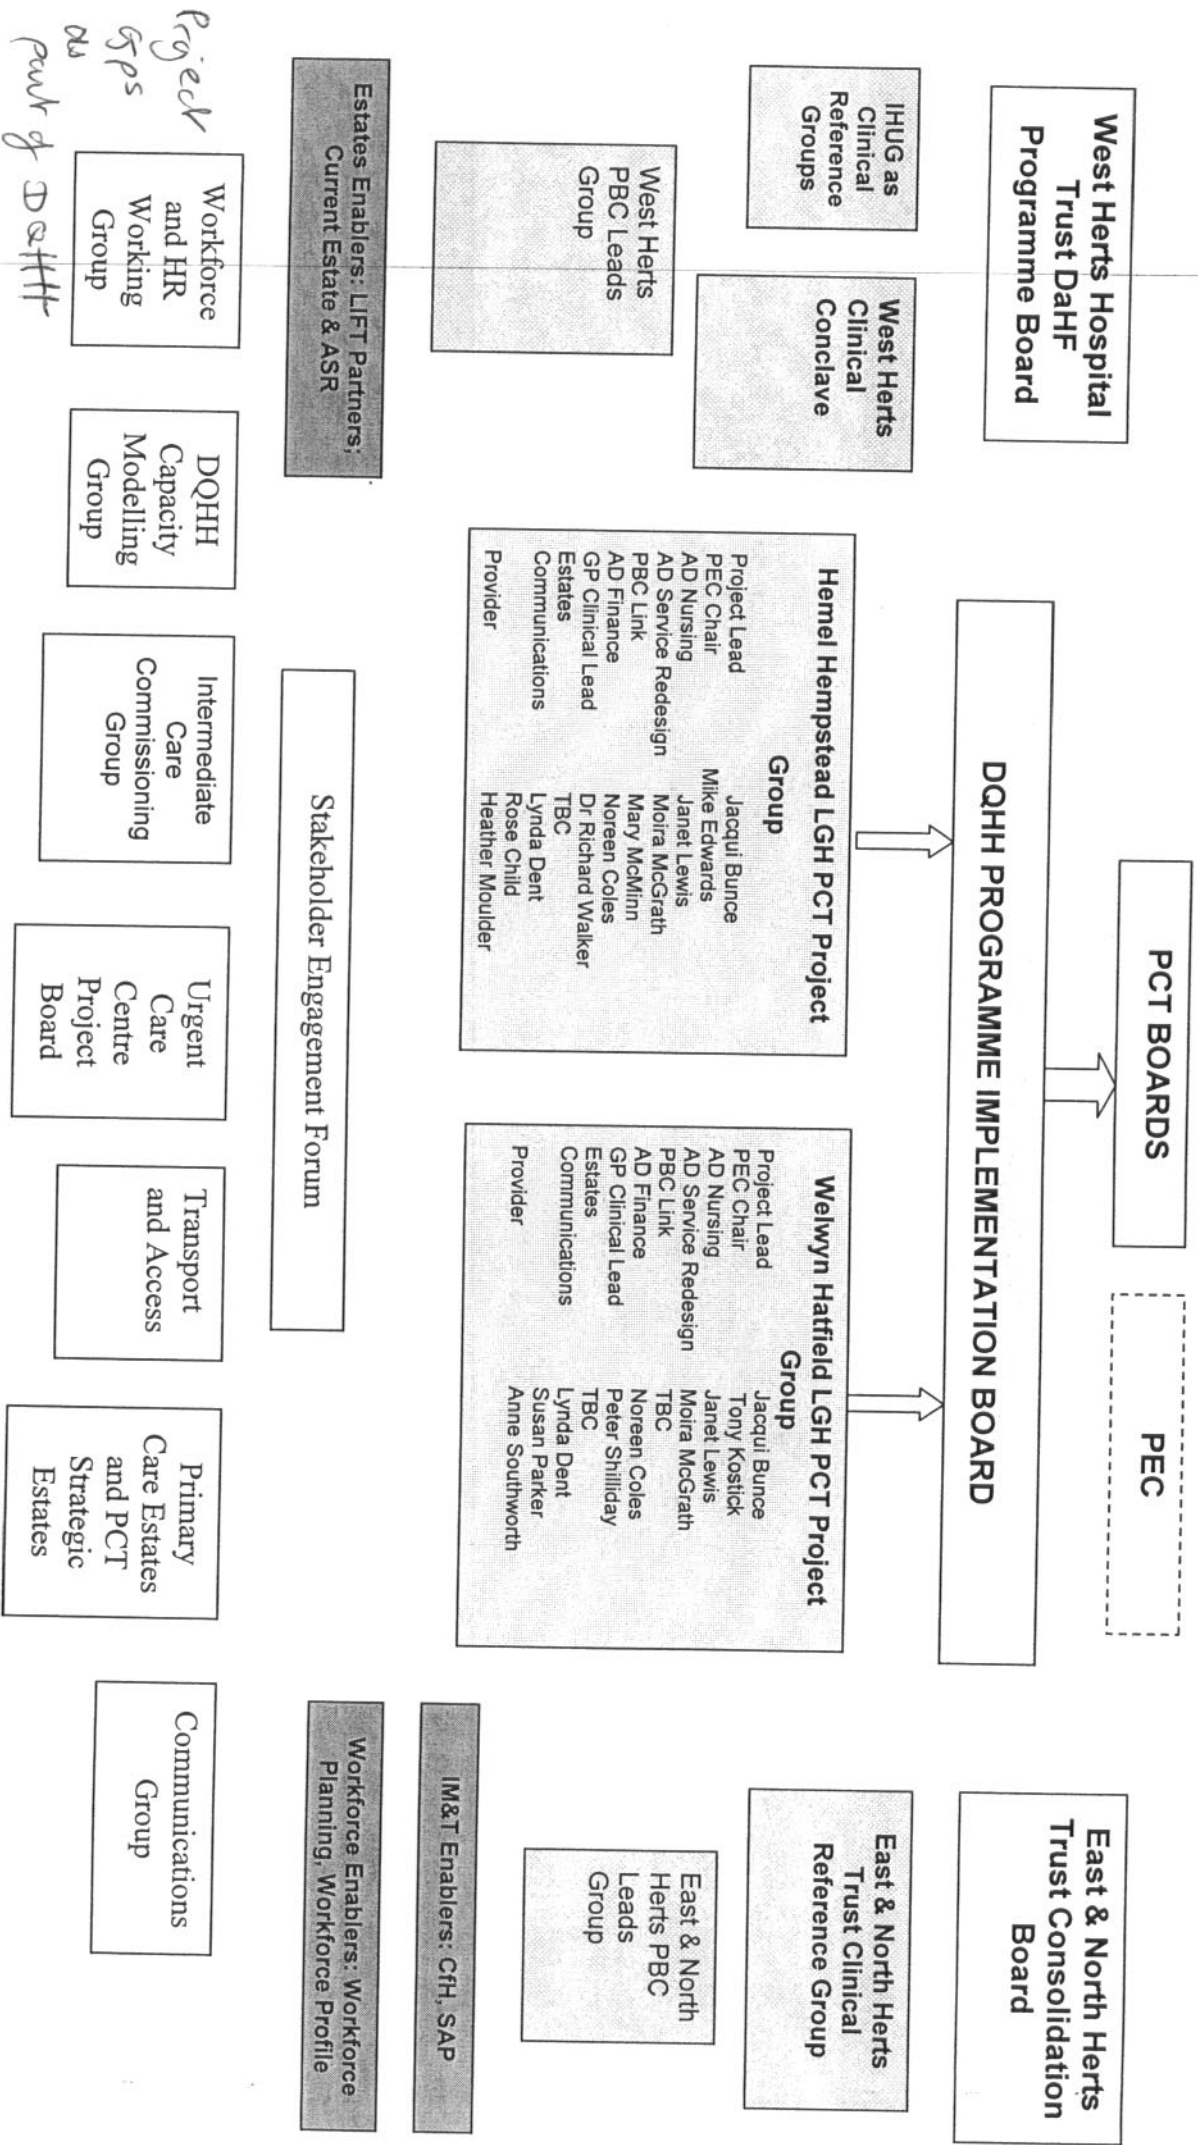 PCT BOARDS
PEC
West Herts Hospital
Trust DaHF
Programme Board
DQHH PROGRAMME IMPLEMENTATION BOARD
East & North Herts
Trust Consolidation
Board
IHUG as
Clinical
Reference
Groups
West Herts
Clinical
Conclave
West Herts
PBC Leads
Group
Hemel Hempstead LGH PCT Project
Group
Project Lead Jacqui Bunce
PEC Chair Mike Edwards
AD Nursing Janet Lewis
AD Service Redesign Moira McGrath
PBC Link Mary McMinn
AD Finance Noreen Coles
GP Clinical Lead Dr Richard Walker
Estates TBC
Communications Lynda Dent
Rose Child
Provider Heather Moulder
Welwyn Hatfield LGH PCT Project
Group
Project Lead Jacqui Bunce
PEC Chair Tony Kostick
AD Nursing Janet Lewis
AD Service Redesign Moira McGrath
PBC Link TBC
AD Finance Noreen Coles
GP Clinical Lead Peter Shilliday
Estates TBC
Communications Lynda Dent
Susan Parker
Provider Anne Southworth
East & North Herts
Trust Clinical
Reference Group
East & North
Herts PBC
Leads
Group
IM&T Enablers: CfH, SAP
Estates Enablers: LIFT Partners;
Current Estate & ASR
Stakeholder Engagement Forum
Workforce Enablers: Workforce
Planning, Workforce Profile
Workforce
and HR
Working
Group
DQHH
Capacity
Modelling
Group
Intermediate
Care
Commissioning
Group
Urgent
Care
Centre
Project
Board
Transport
and Access
Primary
Care Estates
and PCT
Strategic
Estates
Communications
Group
Project
Gps
as
part of DQHH